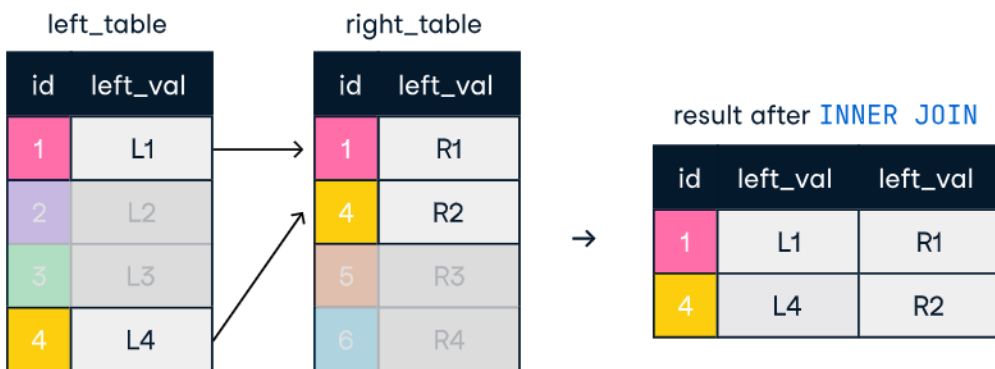 left_table
id left_val
1 L1
2 L2
3 L3
4 L4
right_table
id left_val
1 R1
4 R2
5 R3
6 R4
→
result after INNER JOIN
id left_val left_val
1 L1 R1
4 L4 R2